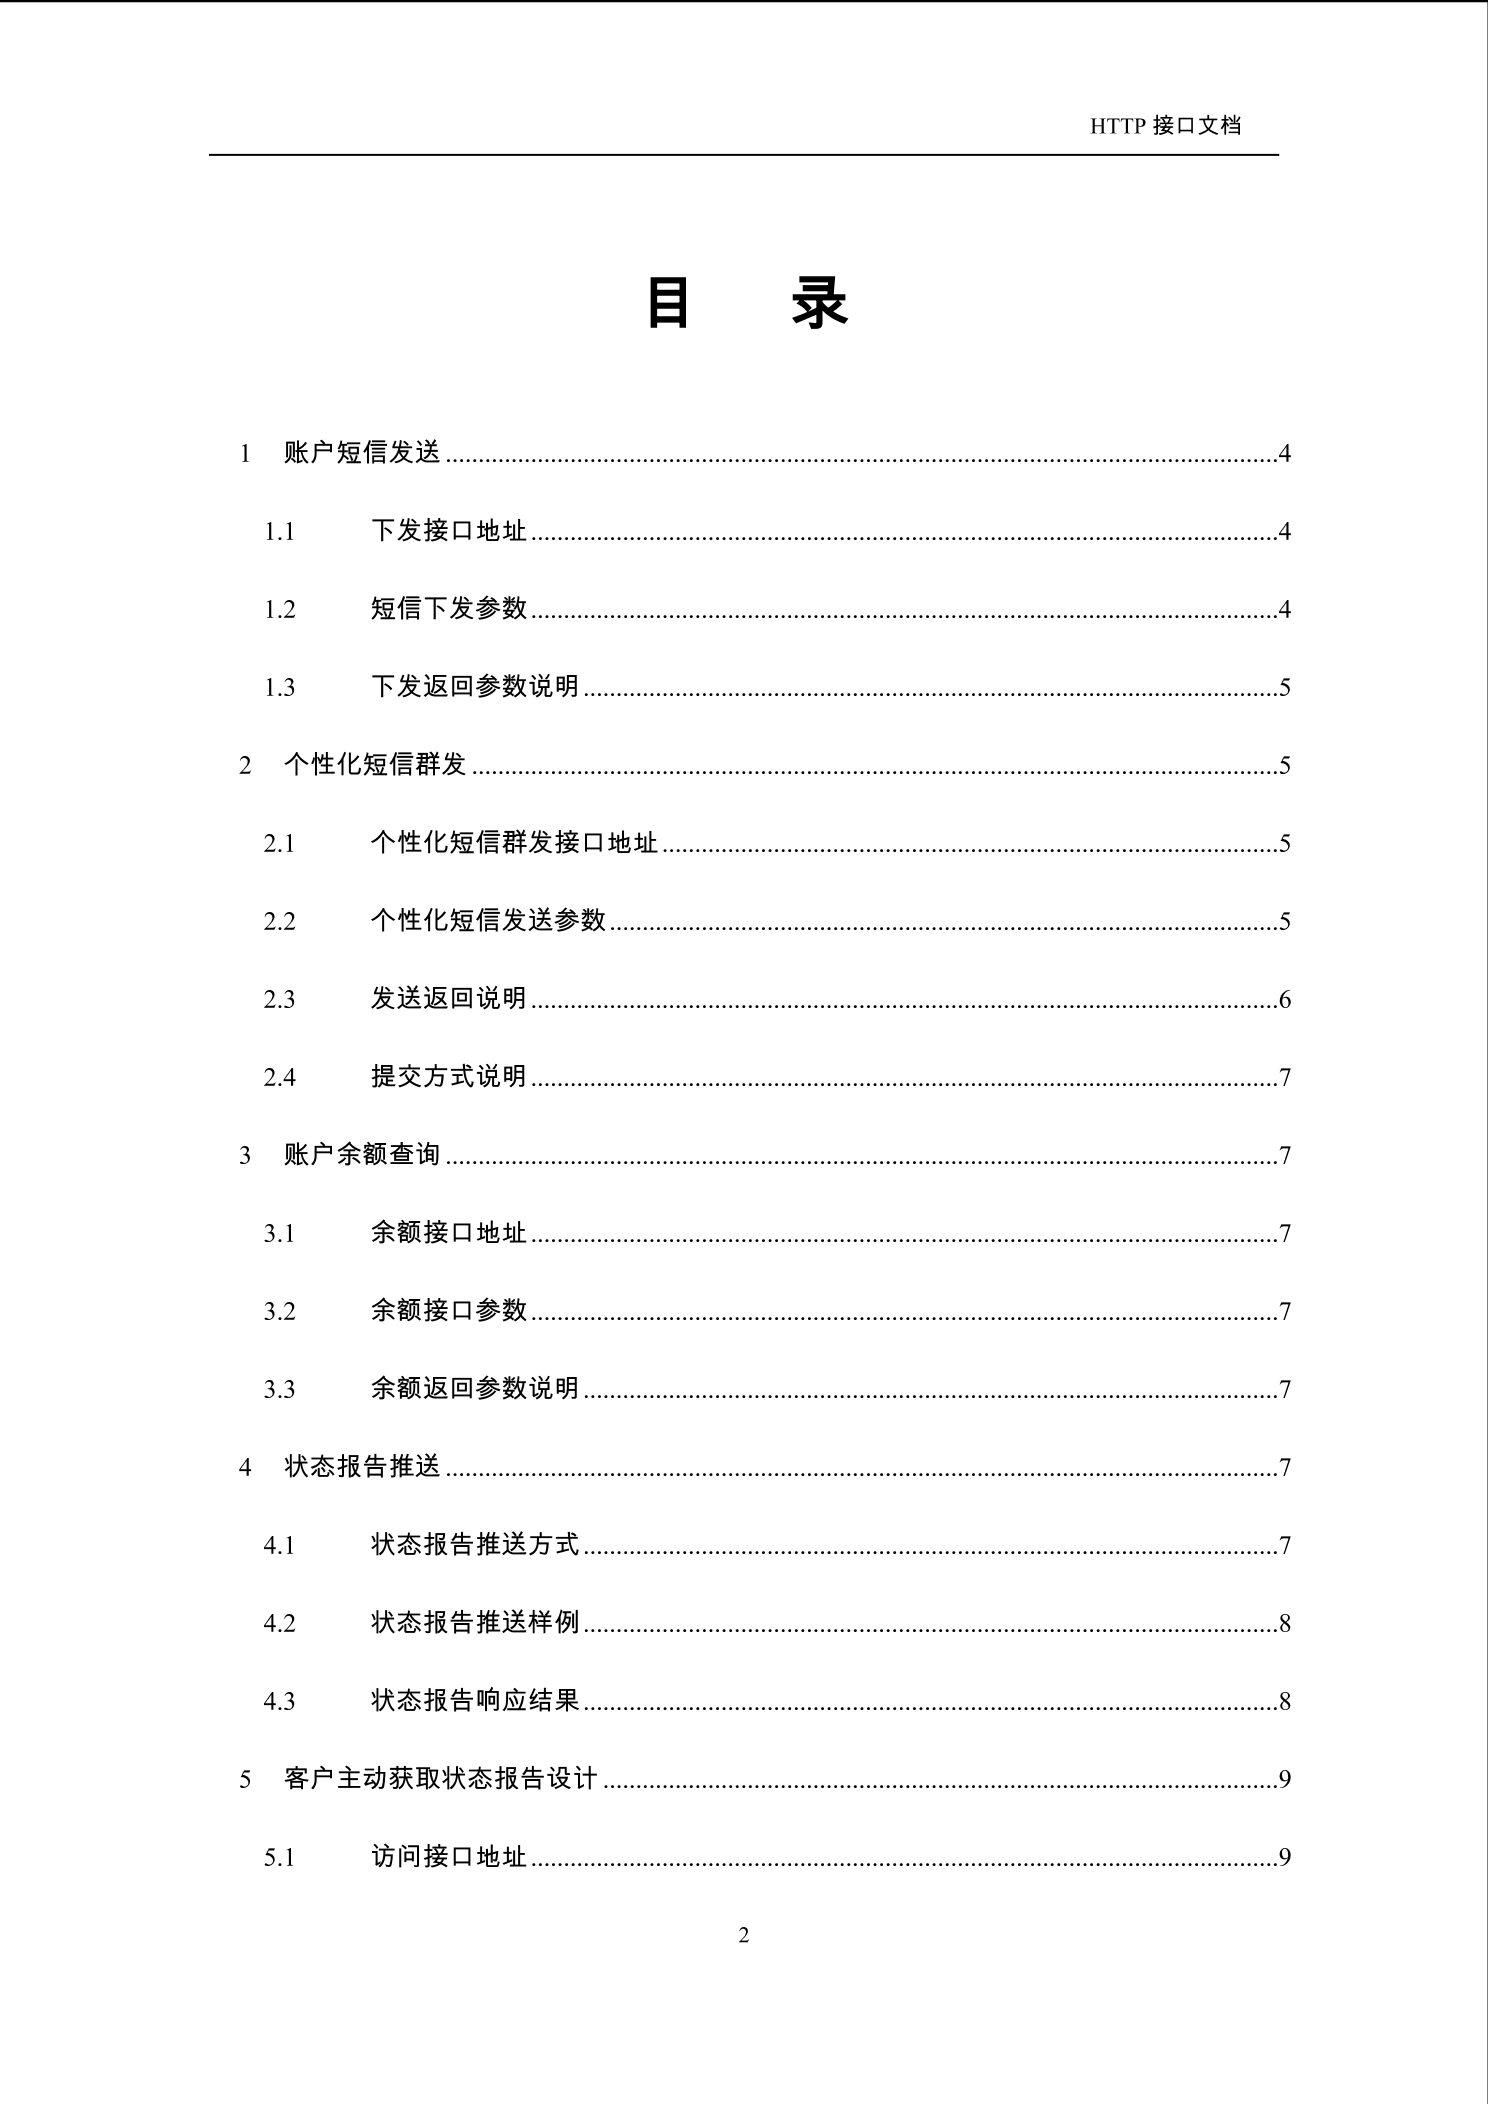 HTTP 接口文档
目 录
1 账户短信发送........................................4
1.1 下发接口地址........................................4
1.2 短信下发参数........................................4
1.3 下发返回参数说明........................................5
2 个性化短信群发........................................5
2.1 个性化短信群发接口地址........................................5
2.2 个性化短信发送参数........................................5
2.3 发送返回说明........................................6
2.4 提交方式说明........................................7
3 账户余额查询........................................7
3.1 余额接口地址........................................7
3.2 余额接口参数........................................7
3.3 余额返回参数说明........................................7
4 状态报告推送........................................7
4.1 状态报告推送方式........................................7
4.2 状态报告推送样例........................................8
4.3 状态报告响应结果........................................8
5 客户主动获取状态报告设计........................................9
5.1 访问接口地址........................................9
2